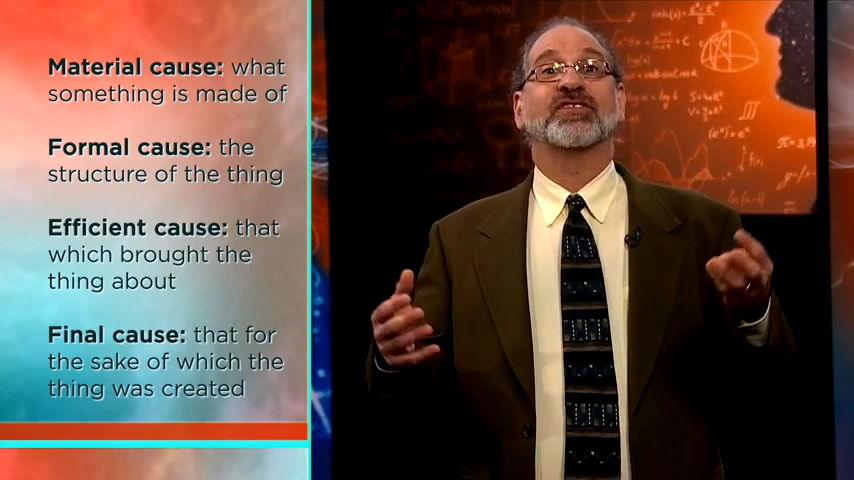 Material cause: what
something is made of
Formal cause: the
structure of the thing
Efficient cause: that
which brought the
thing about
Final cause: that for
the sake of which the
thing was created